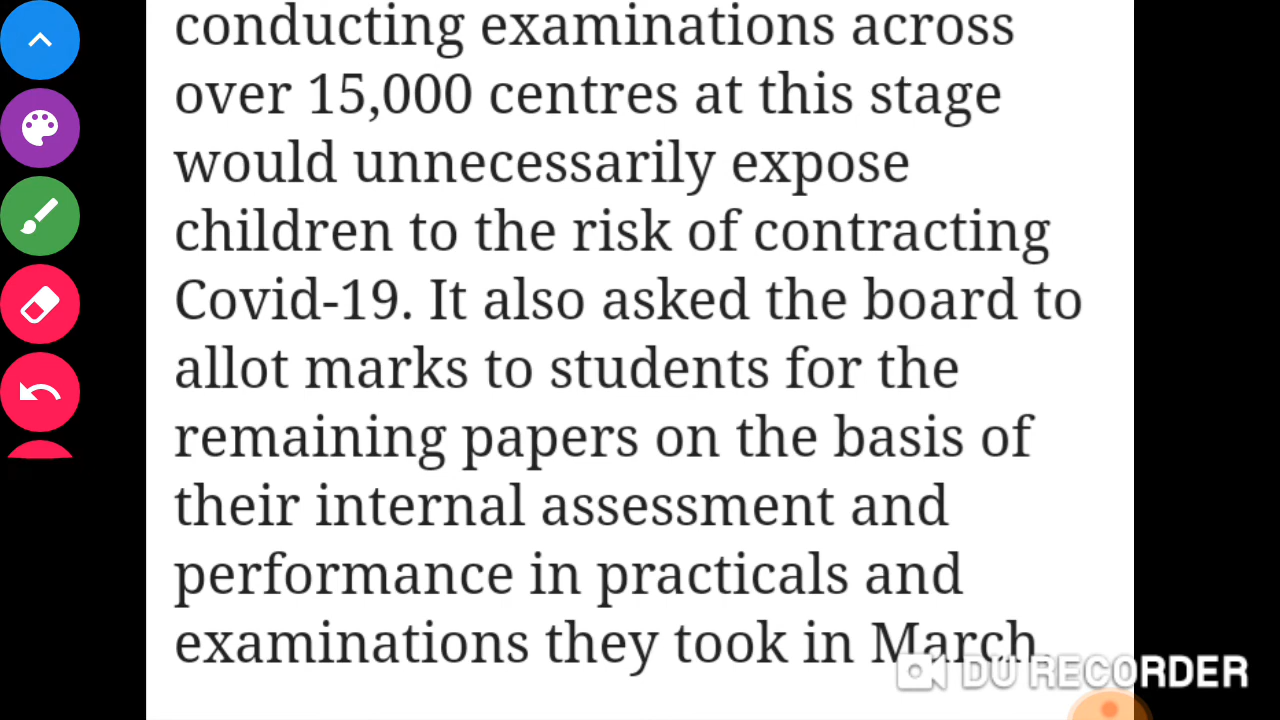 conducting examinations across
over 15,000 centres at this stage
would unnecessarily expose
children to the risk of contracting
Covid-19. It also asked the board to
allot marks to students for the
remaining papers on the basis of
their internal assessment and
performance in practicals and
examinations they took in March.
DU RECORDER